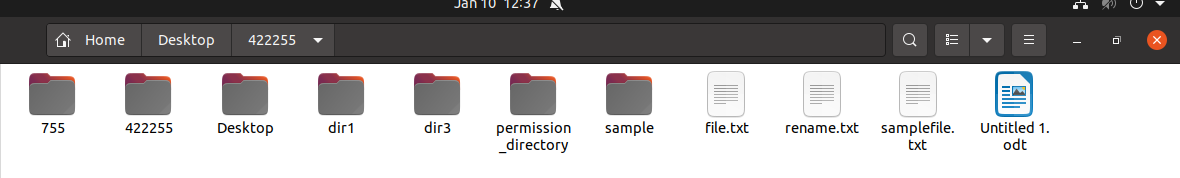 Jan 10 12:37
Home Desktop 422255
755 422255 Desktop dir1 dir3 permission sample file.txt rename.txt samplefile. Untitled 1.
_directory txt odt